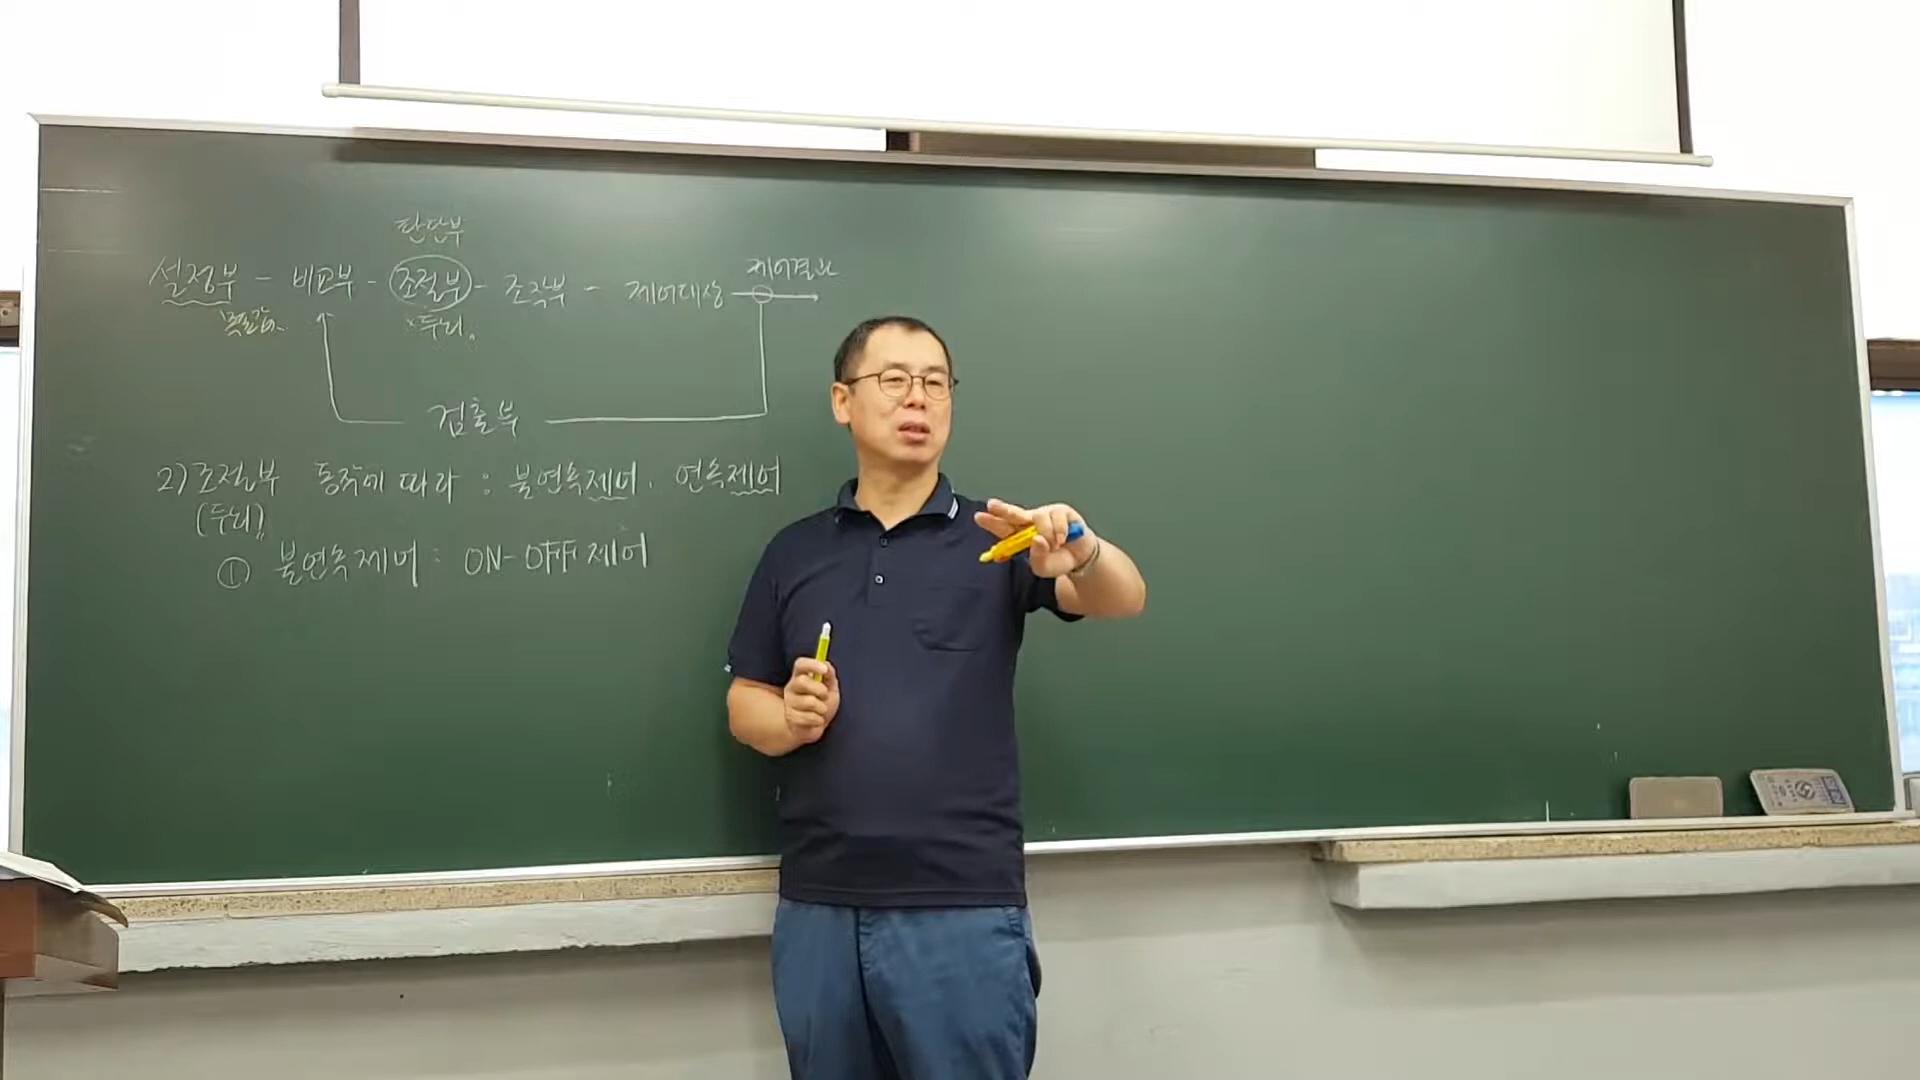 판단부
설정부 - 비교부 - 조절부 - 조작부 - 제어대상 제어결과
목표값 두뇌
검출부
2) 조절부 동작에 따라 : 불연속제어, 연속제어
(두뇌)
① 불연속제어 : ON-OFF 제어